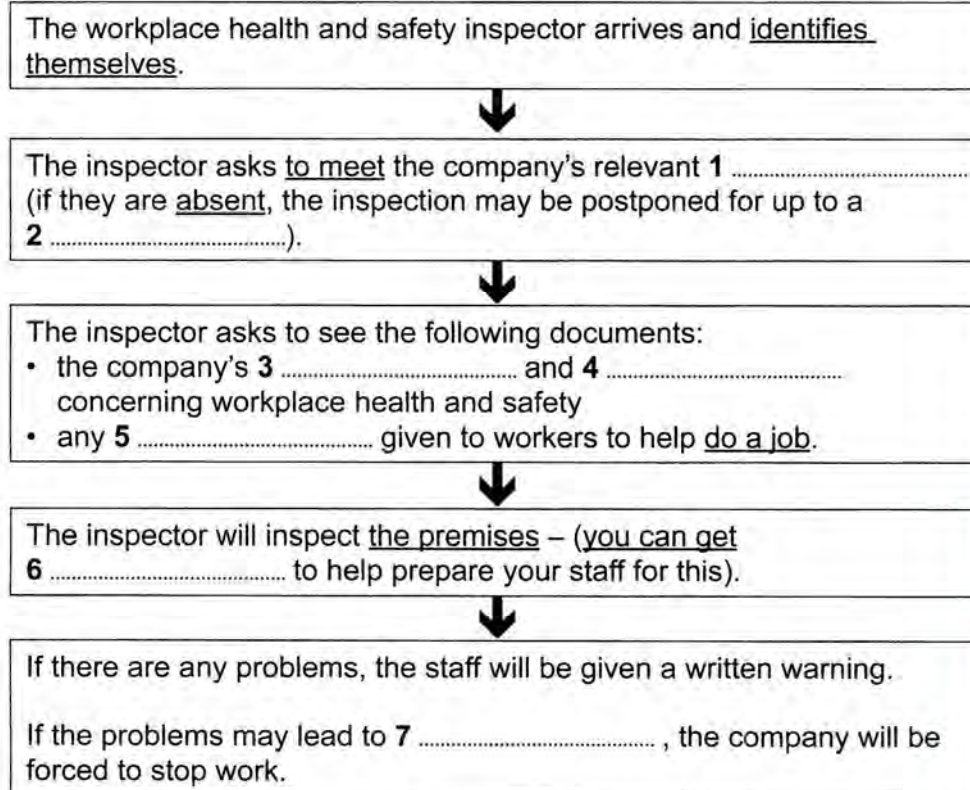 The workplace health and safety inspector arrives and identifies
themselves.
The inspector asks to meet the company's relevant 1 ........................................
(if they are absent, the inspection may be postponed for up to a
2 ........................................).
The inspector asks to see the following documents:
• the company's 3 ........................................ and 4 ........................................
concerning workplace health and safety
• any 5 ........................................ given to workers to help do a job.
The inspector will inspect the premises – (you can get
6 ........................................ to help prepare your staff for this).
If there are any problems, the staff will be given a written warning.
If the problems may lead to 7 ........................................ , the company will be
forced to stop work.